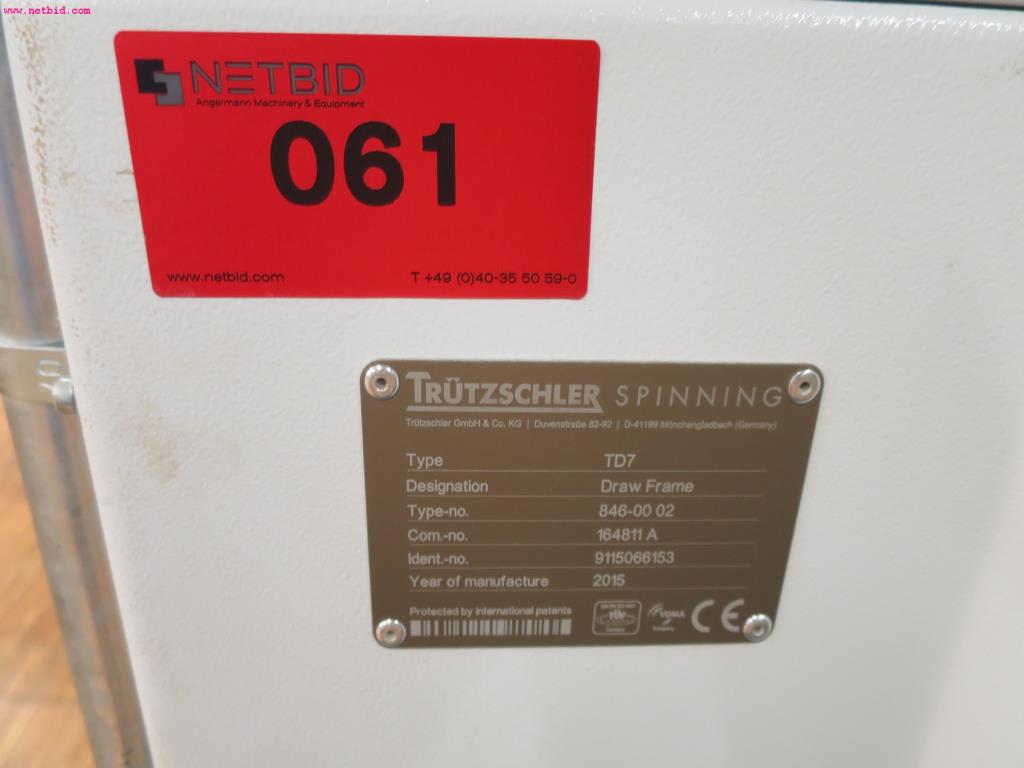 www.netbid.com
NETBID
Angermann Machinery & Equipment
061
www.netbid.com T +49 (0)40-35 50 59-0
TRÜTZSCHLER SPINNING
Trützschler GmbH & Co. KG | Duvenstraße 82-92 | D-41199 Mönchengladbach (Germany)
Type TD7
Designation Draw Frame
Type-no. 846-00 02
Com.-no. 164811 A
Ident.-no. 9115066153
Year of manufacture 2015
Protected by international patents
TÜV VDMA CE
Company